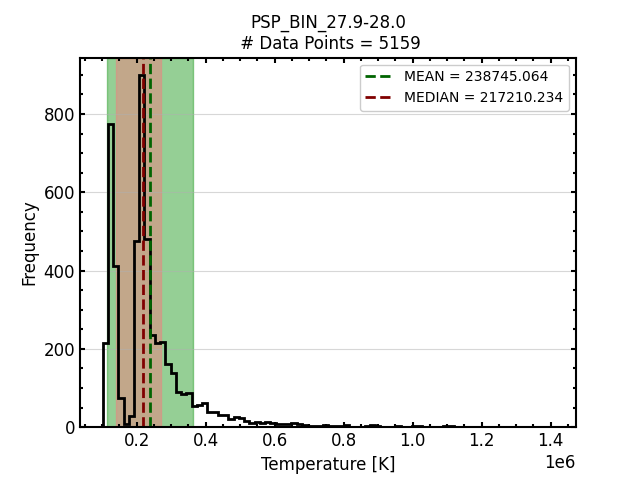 PSP_BIN_27.9-28.0
# Data Points = 5159
MEAN = 238745.064
MEDIAN = 217210.234
Frequency
800
600
400
200
0
0.2 0.4 0.6 0.8 1.0 1.2 1.4
1e6
Temperature [K]